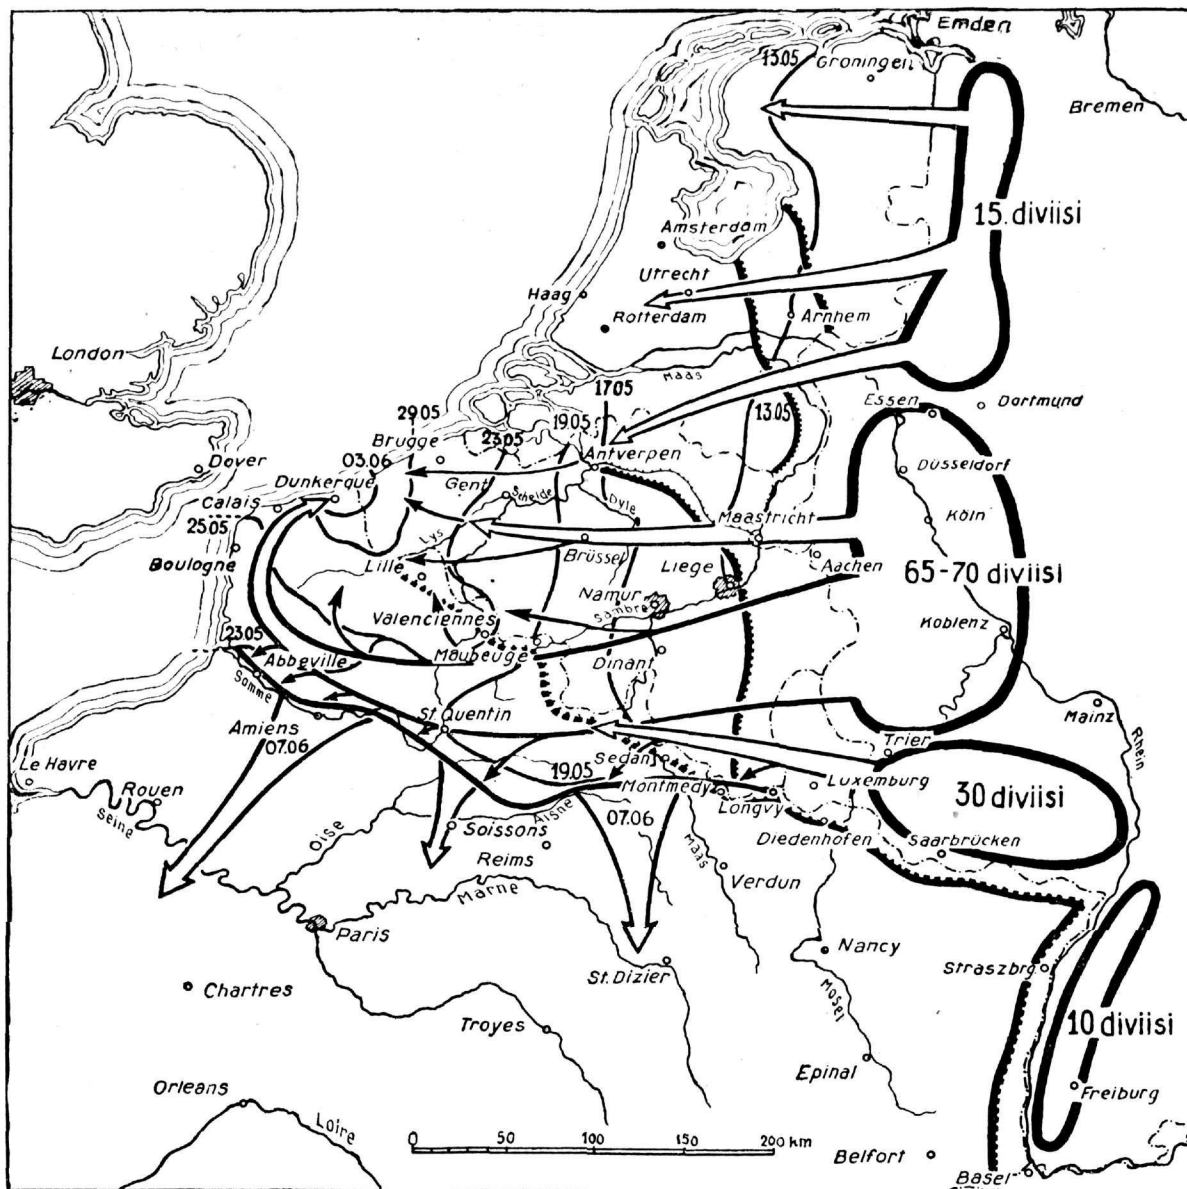 Emden
13.05
Groningen
Bremen
15. diviisi
Amsterdam
Utrecht
Haag
Rotterdam
Arnhem
London
Maas
17.05
Essen
Dortmund
29.05
19.05
13.05
23.05
Brugge
Antverpen
Dover
03.06
Düsseldorf
Gent
Dunkerque
Schelde
Dyle
Calais
Maastricht
Köln
25.05
Lys
Brüssel
Aachen
Boulogne
Lille
Liege
65-70 diviisi
Namur
Sambre
Valenciennes
Koblenz
23.05
Abbeville
Maubeuge
Dinant
Somme
Mainz
St. Quentin
Amiens
07.06
Trier
Rhein
Le Havre
Sedan
19.05
Luxemburg
Rouen
Montmedy
30 diviisi
Seine
Longvy
Aisne
07.06
Oise
Soissons
Diedenhofen
Saarbrücken
Reims
Maas
Marne
Verdun
Paris
Nancy
Straszbrg
St. Dizier
Chartres
Mosel
Troyes
10 diviisi
Epinal
Orleans
Freiburg
Loire
0 50 100 150 200 km
Belfort
Basel